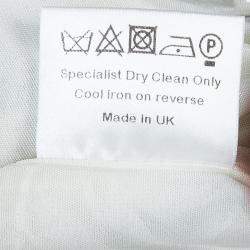 P
Specialist Dry Clean Only
Cool Iron on reverse
Made in UK